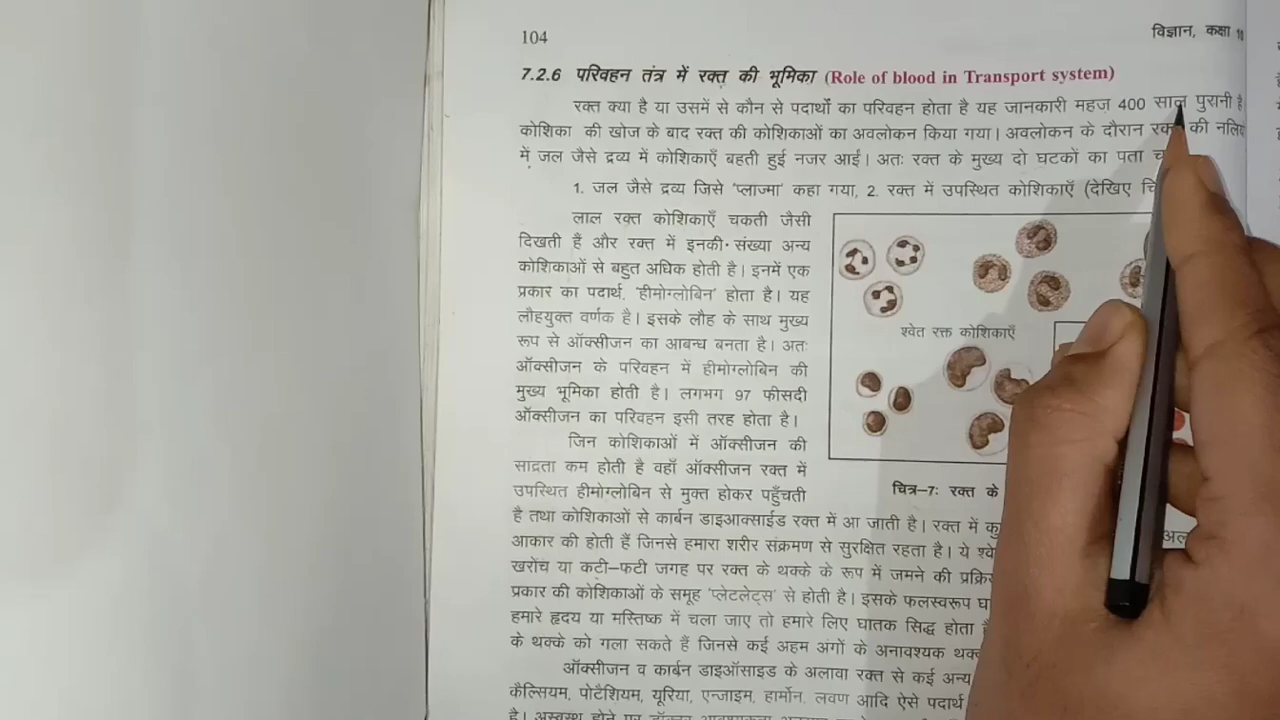 104
विज्ञान, कक्षा 10
7.2.6 परिवहन तंत्र में रक्त की भूमिका (Role of blood in Transport system)
रक्त क्या है या उसमें से कौन से पदार्थों का परिवहन होता है यह जानकारी महज़ 400 साल पुरानी है
कोशिका की खोज के बाद रक्त की कोशिकाओं का अवलोकन किया गया। अवलोकन के दौरान रक्त की
में जल जैसे द्रव्य में कोशिकाएँ बहती हुई नजर आईं। अतः रक्त के मुख्य दो घटकों का पता
1. जल जैसे द्रव्य जिसे 'प्लाज्मा' कहा गया, 2. रक्त में उपस्थित कोशिकाएँ (देखिए
लाल रक्त कोशिकाएँ चकती जैसी
दिखती हैं और रक्त में इनकी संख्या अन्य
कोशिकाओं से बहुत अधिक होती है। इनमें एक
प्रकार का पदार्थ, 'हीमोग्लोबिन' होता है। यह
लौहयुक्त वर्णक है। इसके लौह के साथ मुख्य
रूप से ऑक्सीजन का आबन्ध बनता है। अतः
ऑक्सीजन के परिवहन में हीमोग्लोबिन की
मुख्य भूमिका होती है। लगभग 97 फीसदी
ऑक्सीजन का परिवहन इसी तरह होता है।
श्वेत रक्त कोशिकाएँ
जिन कोशिकाओं में ऑक्सीजन की
सांद्रता कम होती है वहाँ ऑक्सीजन रक्त में
उपस्थित हीमोग्लोबिन से मुक्त होकर पहुँचती
चित्र–7: रक्त के
है तथा कोशिकाओं से कार्बन डाइआक्साईड रक्त में आ जाती है। रक्त में
आकार की होती हैं जिनसे हमारा शरीर संक्रमण से सुरक्षित रहता है। ये
खरोंच या कटी–फटी जगह पर रक्त के थक्के के रूप में जमने की
प्रकार की कोशिकाओं के समूह 'प्लेटलेट्स' से होती है। इसके फलस्वरूप
हमारे हृदय या मस्तिष्क में चला जाए तो हमारे लिए घातक सिद्ध होता
के थक्के को गला सकते हैं जिनसे कई अहम अंगों के अनावश्यक
ऑक्सीजन व कार्बन डाइऑसाइड के अलावा रक्त से कई अन्य
कैल्सियम, पोटैशियम, यूरिया, एन्जाइम, हार्मोन, लवण आदि ऐसे पदार्थ
है। अस्वस्थ होने पर